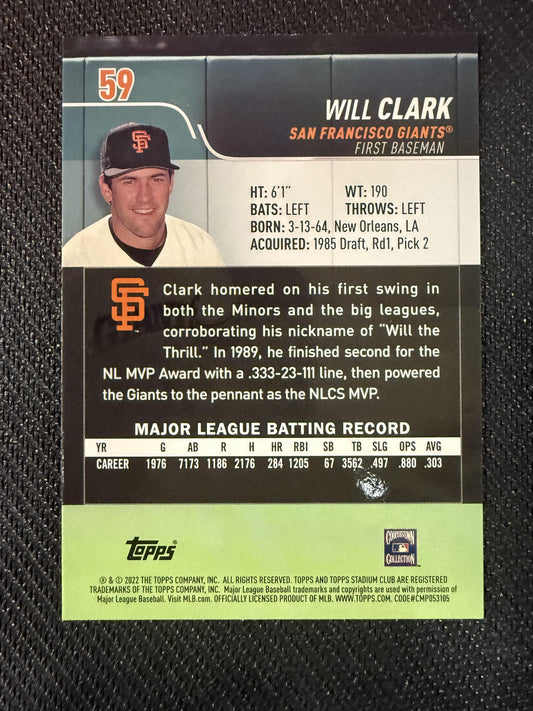 59
WILL CLARK
SAN FRANCISCO GIANTS®
FIRST BASEMAN
SF
HT: 6'1" WT: 190
BATS: LEFT THROWS: LEFT
BORN: 3-13-64, New Orleans, LA
ACQUIRED: 1985 Draft, Rd1, Pick 2
SF
TM
Clark homered on his first swing in
both the Minors and the big leagues,
corroborating his nickname of “Will the
Thrill.” In 1989, he finished second for the
NL MVP Award with a .333-23-111 line, then powered
the Giants to the pennant as the NLCS MVP.
MAJOR LEAGUE BATTING RECORD
YR G AB R H HR RBI SB TB SLG OPS AVG
CAREER 1976 7173 1186 2176 284 1205 67 3562 .497 .880 .303
Topps®
COOPERSTOWN
COLLECTION
® & © 2022 THE TOPPS COMPANY, INC. ALL RIGHTS RESERVED. TOPPS AND TOPPS STADIUM CLUB ARE REGISTERED
TRADEMARKS OF THE TOPPS COMPANY, INC. Major League Baseball trademarks and copyrights are used with permission of
Major League Baseball. Visit MLB.com. OFFICIALLY LICENSED PRODUCT OF MLB. WWW.TOPPS.COM. CODE#CMP053105